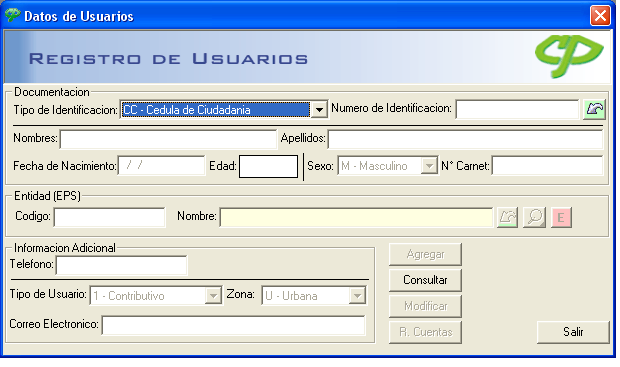 Datos de Usuarios
REGISTRO DE USUARIOS
Documentacion
Tipo de Identificacion: CC - Cedula de Ciudadania Numero de Identificacion:
Nombres: Apellidos:
Fecha de Nacimiento: / / Edad: Sexo: M - Masculino N° Carnet:
Entidad (EPS)
Codigo: Nombre: E
Informacion Adicional
Telefono:
Tipo de Usuario: 1 - Contributivo Zona: U - Urbana
Correo Electronico:
Agregar
Consultar
Modificar
R. Cuentas
Salir